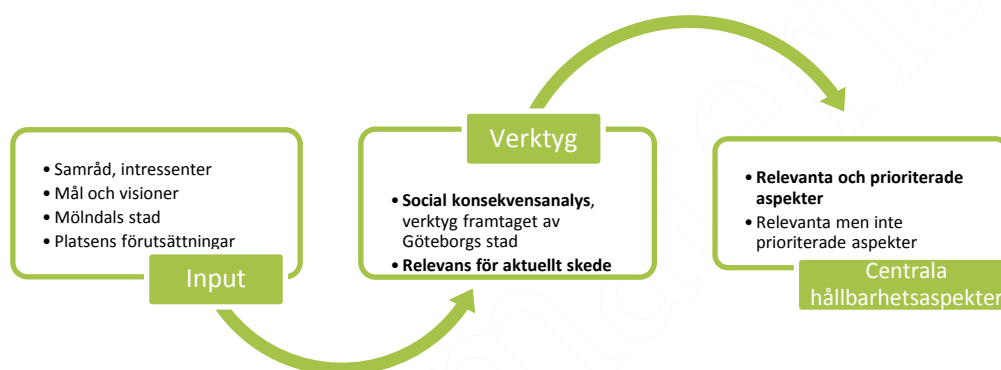 • Samråd, intressenter
• Mål och visioner
• Mölndals stad
• Platsens förutsättningar
Input
Verktyg
• Social konsekvensanalys,
verktyg framtaget av
Göteborgs stad
• Relevans för aktuellt skede
• Relevanta och prioriterade
aspekter
• Relevanta men inte
prioriterade aspekter
Centrala
hållbarhetsaspekter